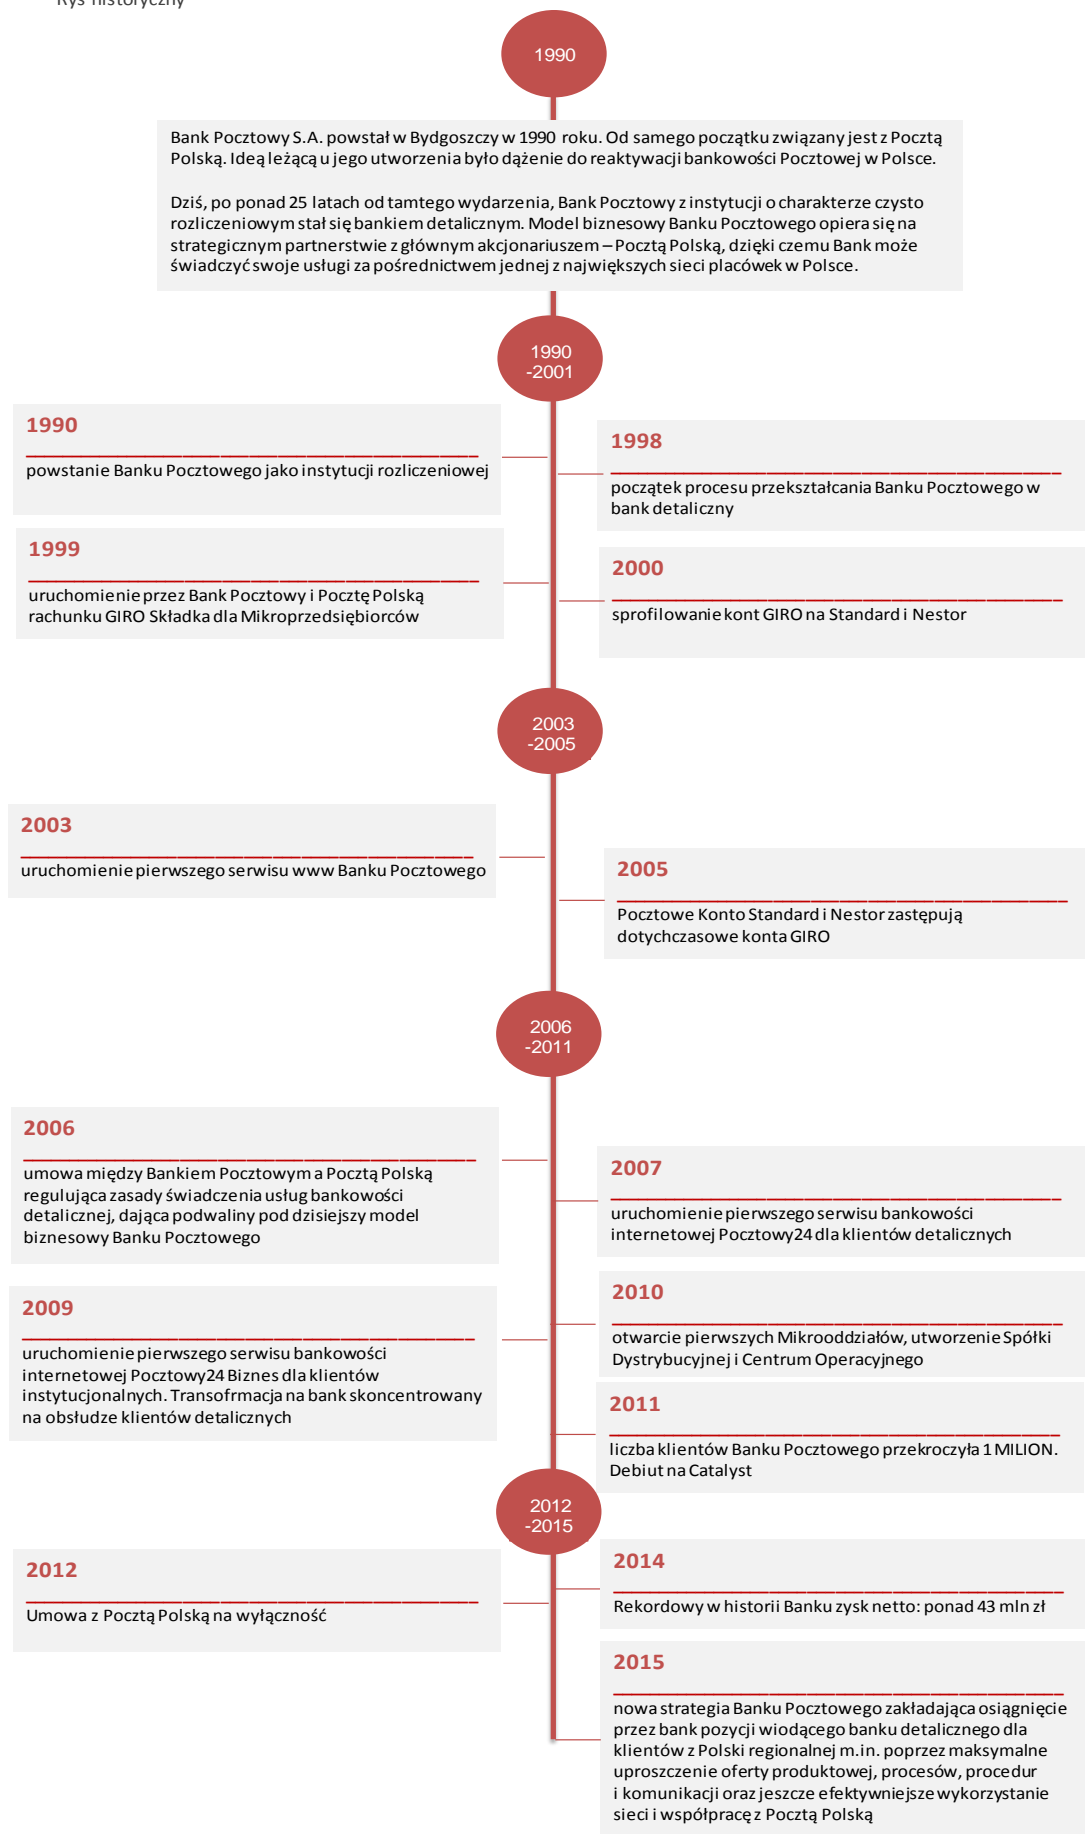 Rys historyczny
1990
Bank Pocztowy S.A. powstał w Bydgoszczy w 1990 roku. Od samego początku związany jest z Pocztą
Polską. Ideą leżącą u jego utworzenia było dążenie do reaktywacji bankowości Pocztowej w Polsce.
Dziś, po ponad 25 latach od tamtego wydarzenia, Bank Pocztowy z instytucji o charakterze czysto
rozliczeniowym stał się bankiem detalicznym. Model biznesowy Banku Pocztowego opiera się na
strategicznym partnerstwie z głównym akcjonariuszem – Pocztą Polską, dzięki czemu Bank może
świadczyć swoje usługi za pośrednictwem jednej z największych sieci placówek w Polsce.
1990
-2001
1990
powstanie Banku Pocztowego jako instytucji rozliczeniowej
1998
początek procesu przekształcania Banku Pocztowego w
bank detaliczny
1999
uruchomienie przez Bank Pocztowy i Pocztę Polską
rachunku GIRO Składka dla Mikroprzedsiębiorców
2000
sprofilowanie kont GIRO na Standard i Nestor
2003
-2005
2003
uruchomienie pierwszego serwisu www Banku Pocztowego
2005
Pocztowe Konto Standard i Nestor zastępują
dotychczasowe konta GIRO
2006
-2011
2006
umowa między Bankiem Pocztowym a Pocztą Polską
regulująca zasady świadczenia usług bankowości
detalicznej, dająca podwaliny pod dzisiejszy model
biznesowy Banku Pocztowego
2007
uruchomienie pierwszego serwisu bankowości
internetowej Pocztowy24 dla klientów detalicznych
2009
uruchomienie pierwszego serwisu bankowości
internetowej Pocztowy24 Biznes dla klientów
instytucjonalnych. Transofrmacja na bank skoncentrowany
na obsłudze klientów detalicznych
2010
otwarcie pierwszych Mikrooddziałów, utworzenie Spółki
Dystrybucyjnej i Centrum Operacyjnego
2011
liczba klientów Banku Pocztowego przekroczyła 1 MILION.
Debiut na Catalyst
2012
-2015
2012
Umowa z Pocztą Polską na wyłączność
2014
Rekordowy w historii Banku zysk netto: ponad 43 mln zł
2015
nowa strategia Banku Pocztowego zakładająca osiągnięcie
przez bank pozycji wiodącego banku detalicznego dla
klientów z Polski regionalnej m.in. poprzez maksymalne
uproszczenie oferty produktowej, procesów, procedur
i komunikacji oraz jeszcze efektywniejsze wykorzystanie
sieci i współpracę z Pocztą Polską